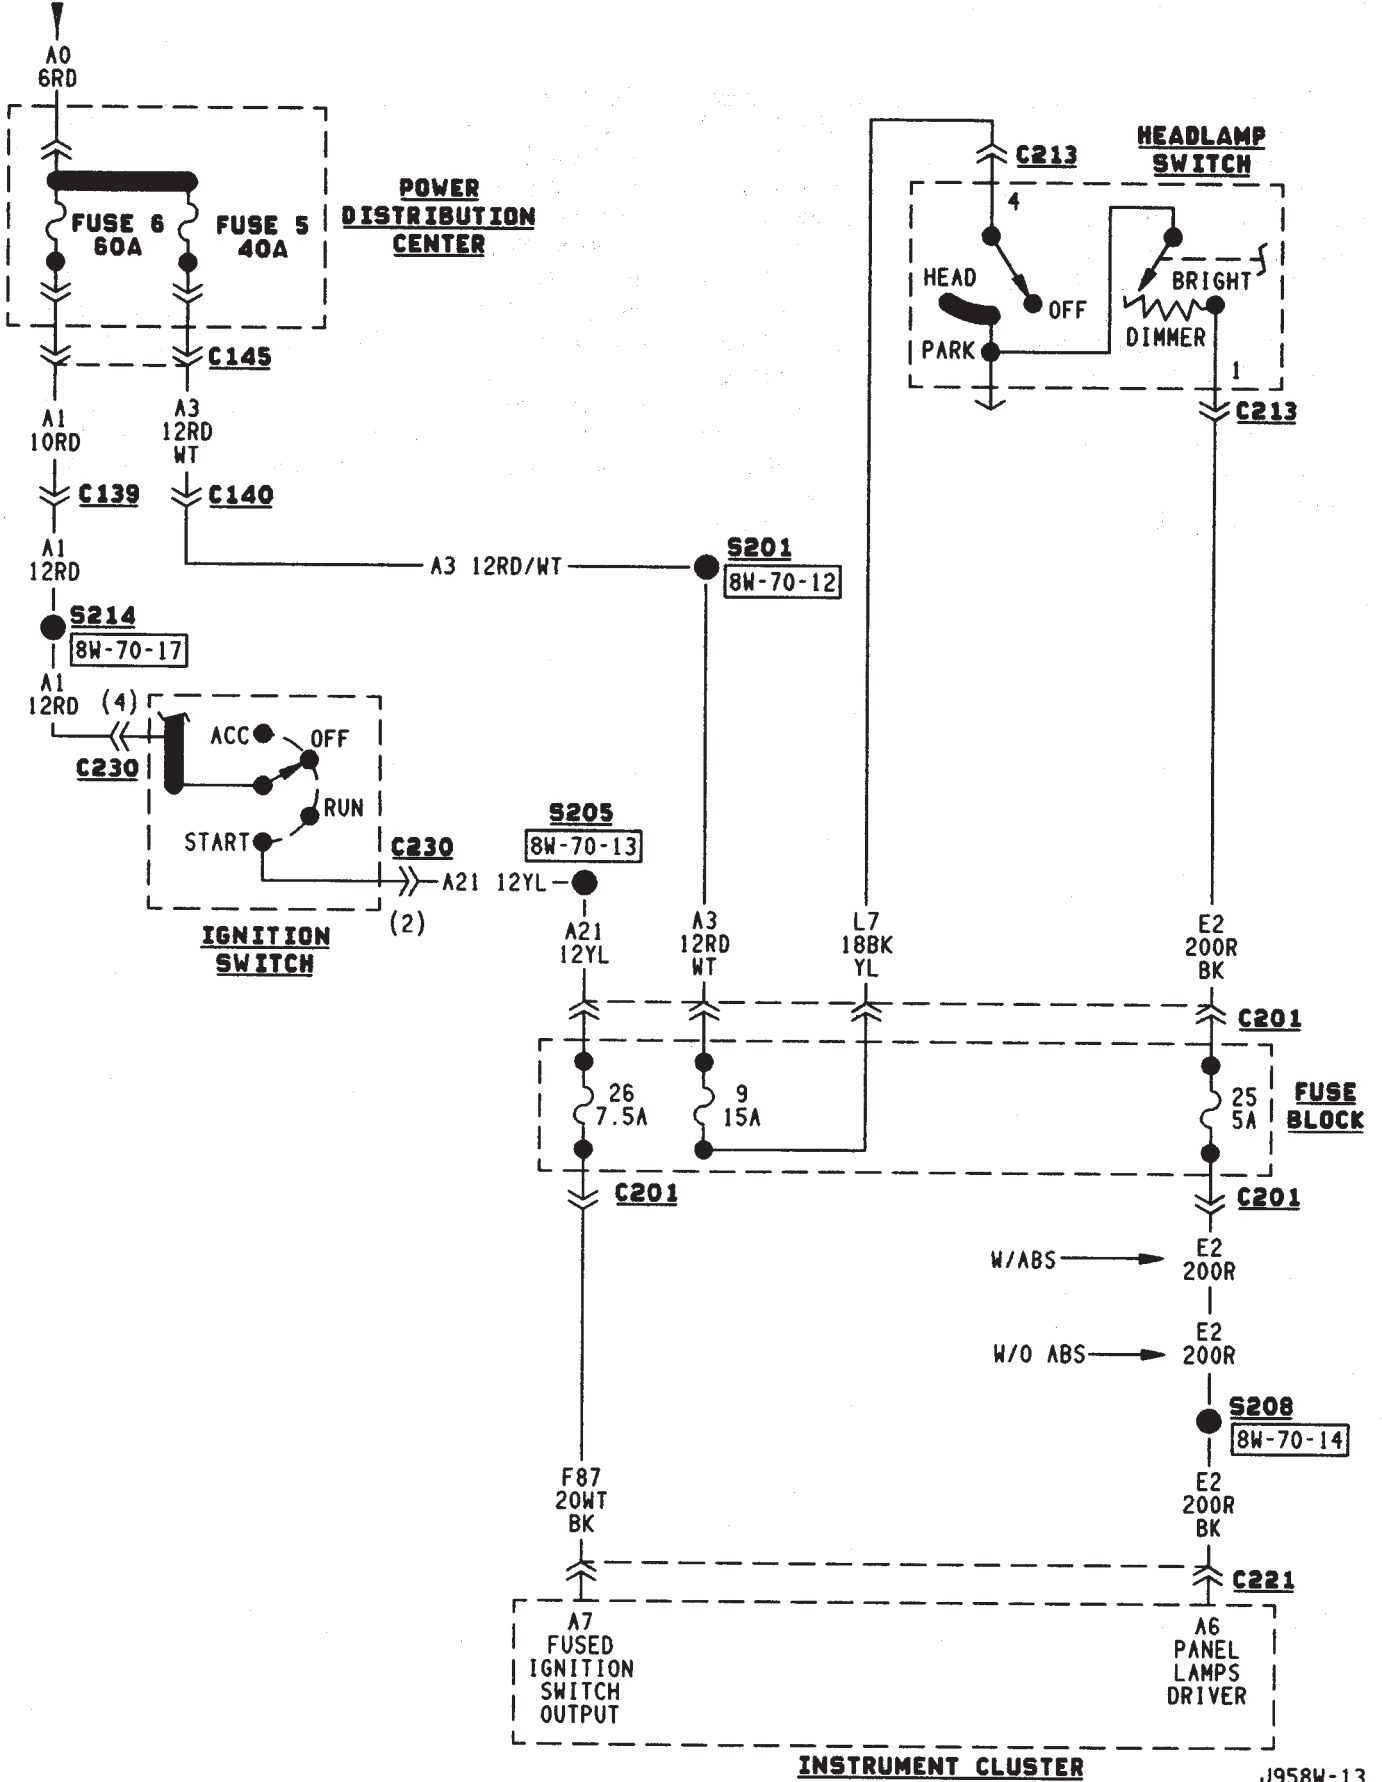 A0
6RD
POWER
DISTRIBUTION
CENTER
FUSE 6
60A
FUSE 5
40A
C145
HEADLAMP
SWITCH
C213
4
HEAD
OFF
PARK
BRIGHT
DIMMER
1
C213
A1
10RD
A3
12RD
WT
C139
C140
A1
12RD
A3 12RD/WT
S201
8W-70-12
S214
8W-70-17
A1
12RD
(4)
C230
ACC
OFF
RUN
START
C230
(2)
IGNITION
SWITCH
A21 12YL
S205
8W-70-13
A21
12YL
A3
12RD
WT
L7
18BK
YL
E2
200R
BK
C201
26
7.5A
9
15A
25
5A
FUSE
BLOCK
C201
C201
W/ABS
E2
200R
W/O ABS
E2
200R
S208
8W-70-14
F87
20WT
BK
E2
200R
BK
C221
A7
FUSED
IGNITION
SWITCH
OUTPUT
A6
PANEL
LAMPS
DRIVER
INSTRUMENT CLUSTER
J958W-13